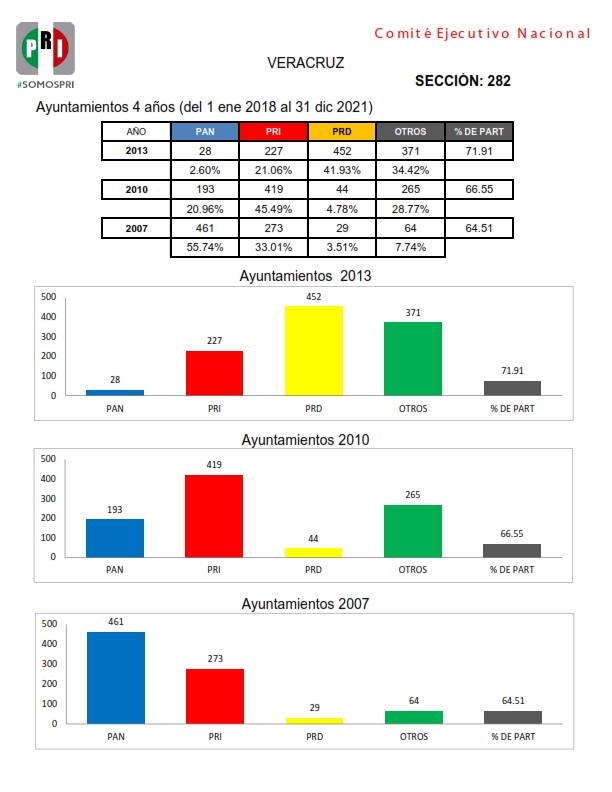 Comité Ejecutivo Nacional
PRI
#SOMOSPRI
VERACRUZ
SECCIÓN: 282
Ayuntamientos 4 años (del 1 ene 2018 al 31 dic 2021)
AÑO PAN PRI PRD OTROS % DE PART
2013 28 227 452 371 71.91
2.60% 21.06% 41.93% 34.42%
2010 193 419 44 265 66.55
20.96% 45.49% 4.78% 28.77%
2007 461 273 29 64 64.51
55.74% 33.01% 3.51% 7.74%
Ayuntamientos 2013
500
400
300
200
100
0
28 227 452 371 71.91
PAN PRI PRD OTROS % DE PART
Ayuntamientos 2010
500
400
300
200
100
0
193 419 44 265 66.55
PAN PRI PRD OTROS % DE PART
Ayuntamientos 2007
500
400
300
200
100
0
461 273 29 64 64.51
PAN PRI PRD OTROS % DE PART